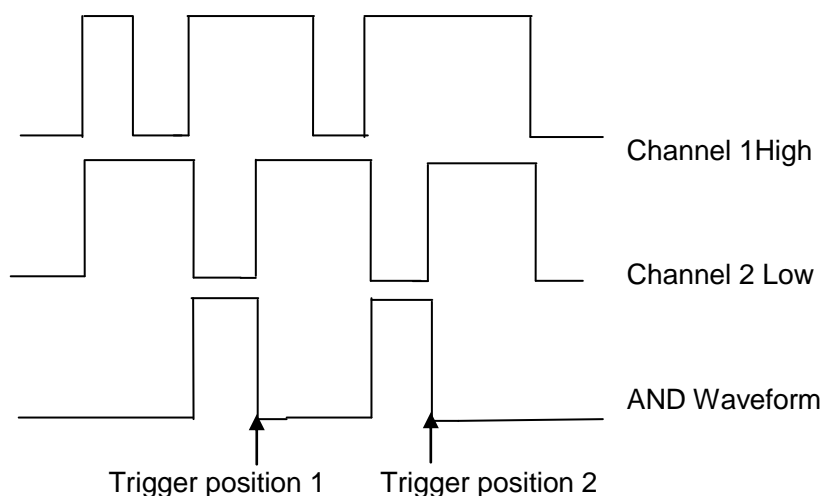 Channel 1High
Channel 2 Low
AND Waveform
Trigger position 1
Trigger position 2